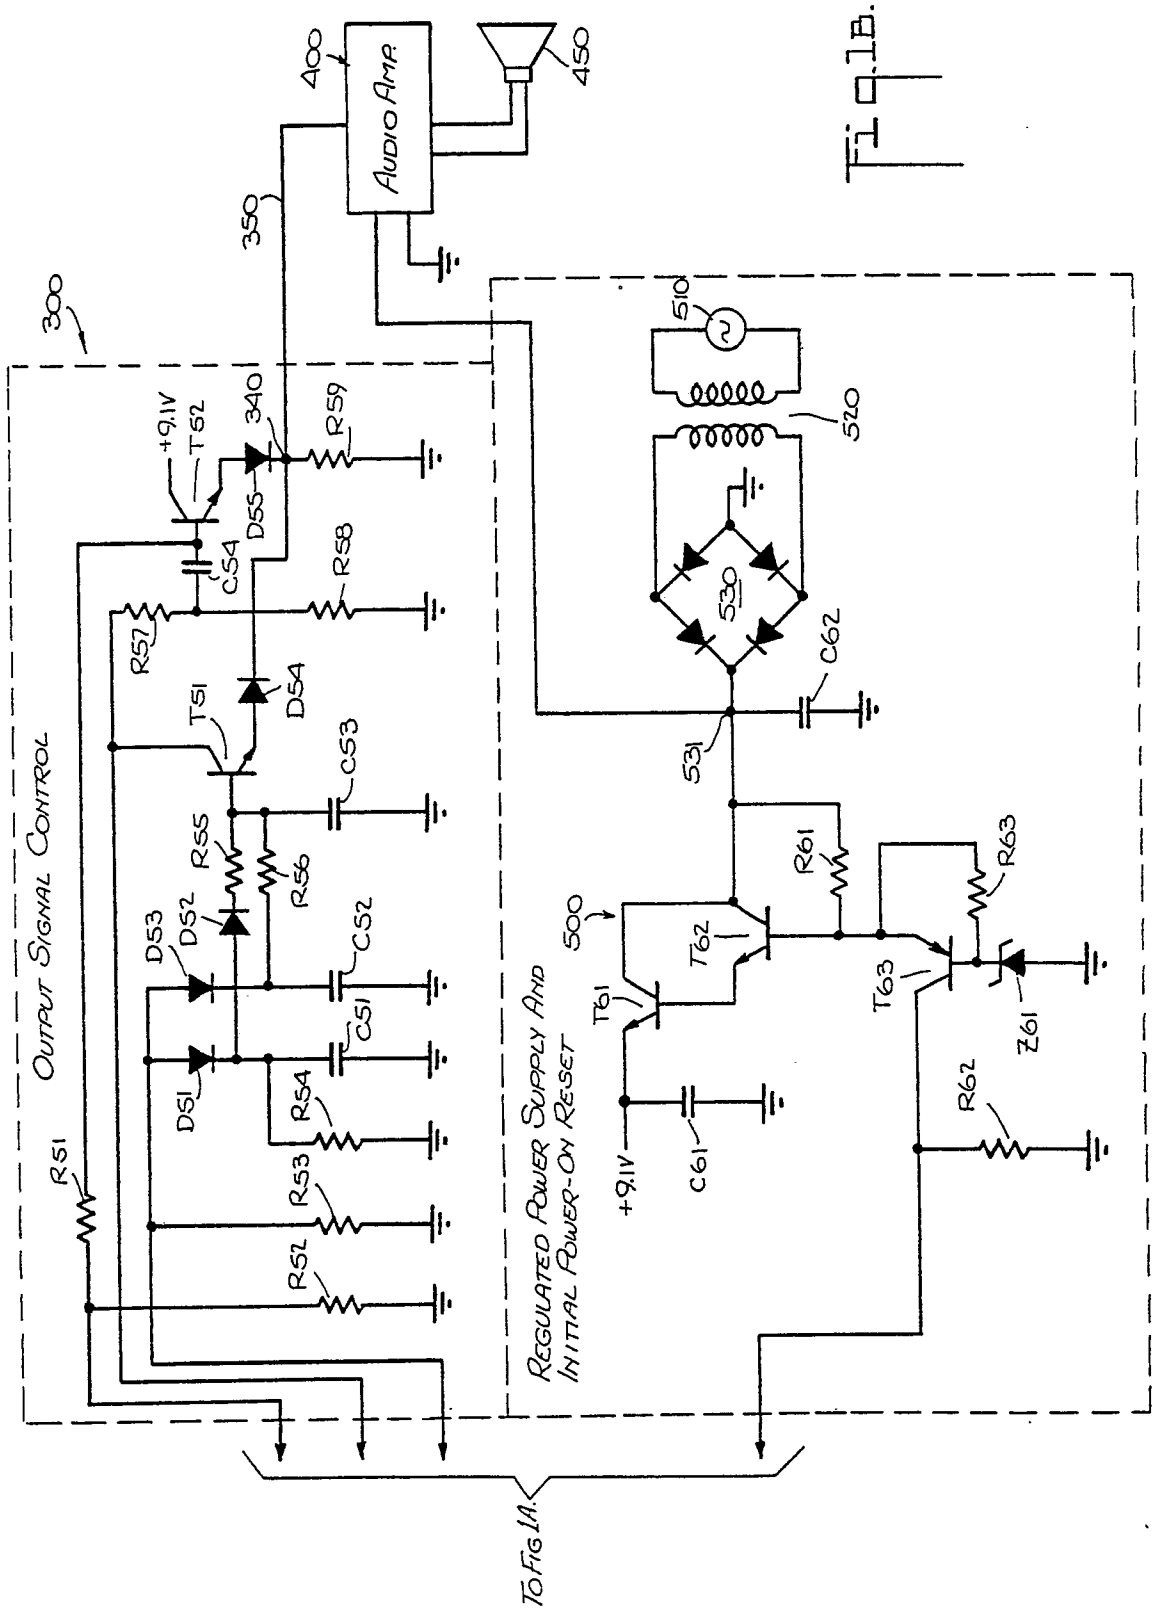 300
OUTPUT SIGNAL CONTROL
R51
R52
R53
R54
D51
D53
C51
C52
D52
R55
R56
C53
T51
D54
R57
C54
R58
+9.1V
T52
D55
340
R59
350
400
AUDIO AMP.
450
REGULATED POWER SUPPLY AND
INITIAL POWER-ON RESET
500
+9.1V
C61
T61
T62
R61
R62
T63
Z61
R63
531
C62
530
520
510
TO FIG 1A.
Fig. 1B.